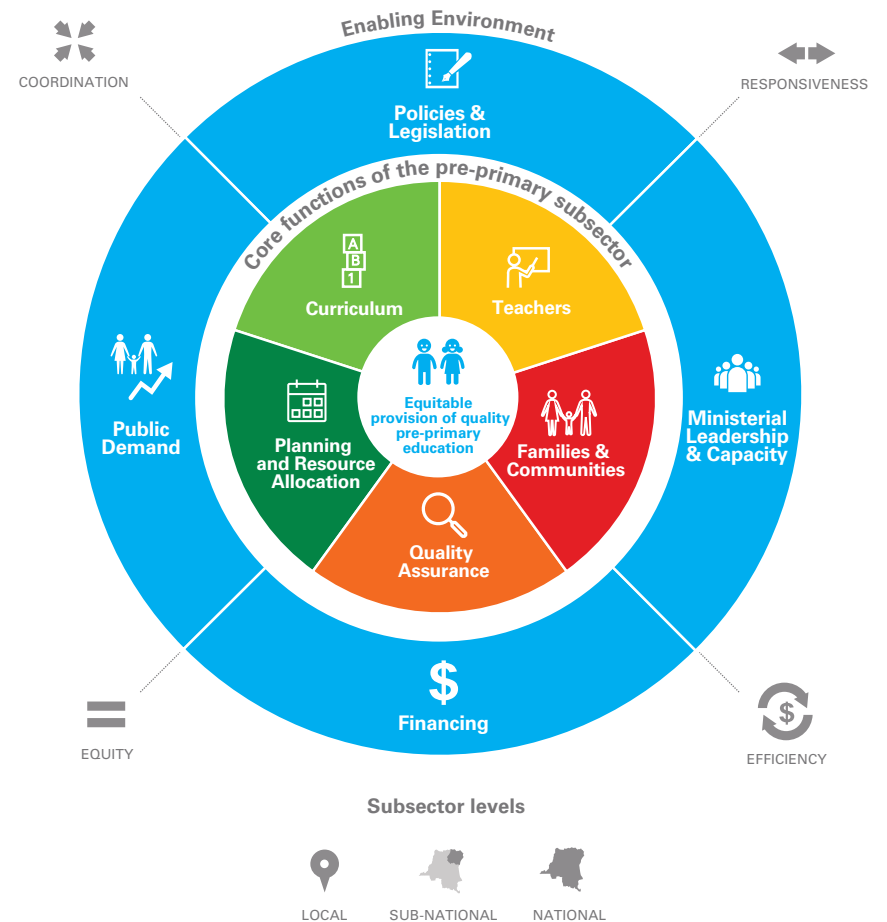 Enabling Environment
COORDINATION
RESPONSIVENESS
Policies &
Legislation
Core functions of the pre-primary subsector
A
B
1
Curriculum
Teachers
Public
Demand
Equitable
provision of quality
pre-primary
education
Ministerial
Leadership
& Capacity
Planning
and Resource
Allocation
Families &
Communities
Quality
Assurance
$
Financing
EQUITY
$
EFFICIENCY
Subsector levels
LOCAL
SUB-NATIONAL
NATIONAL